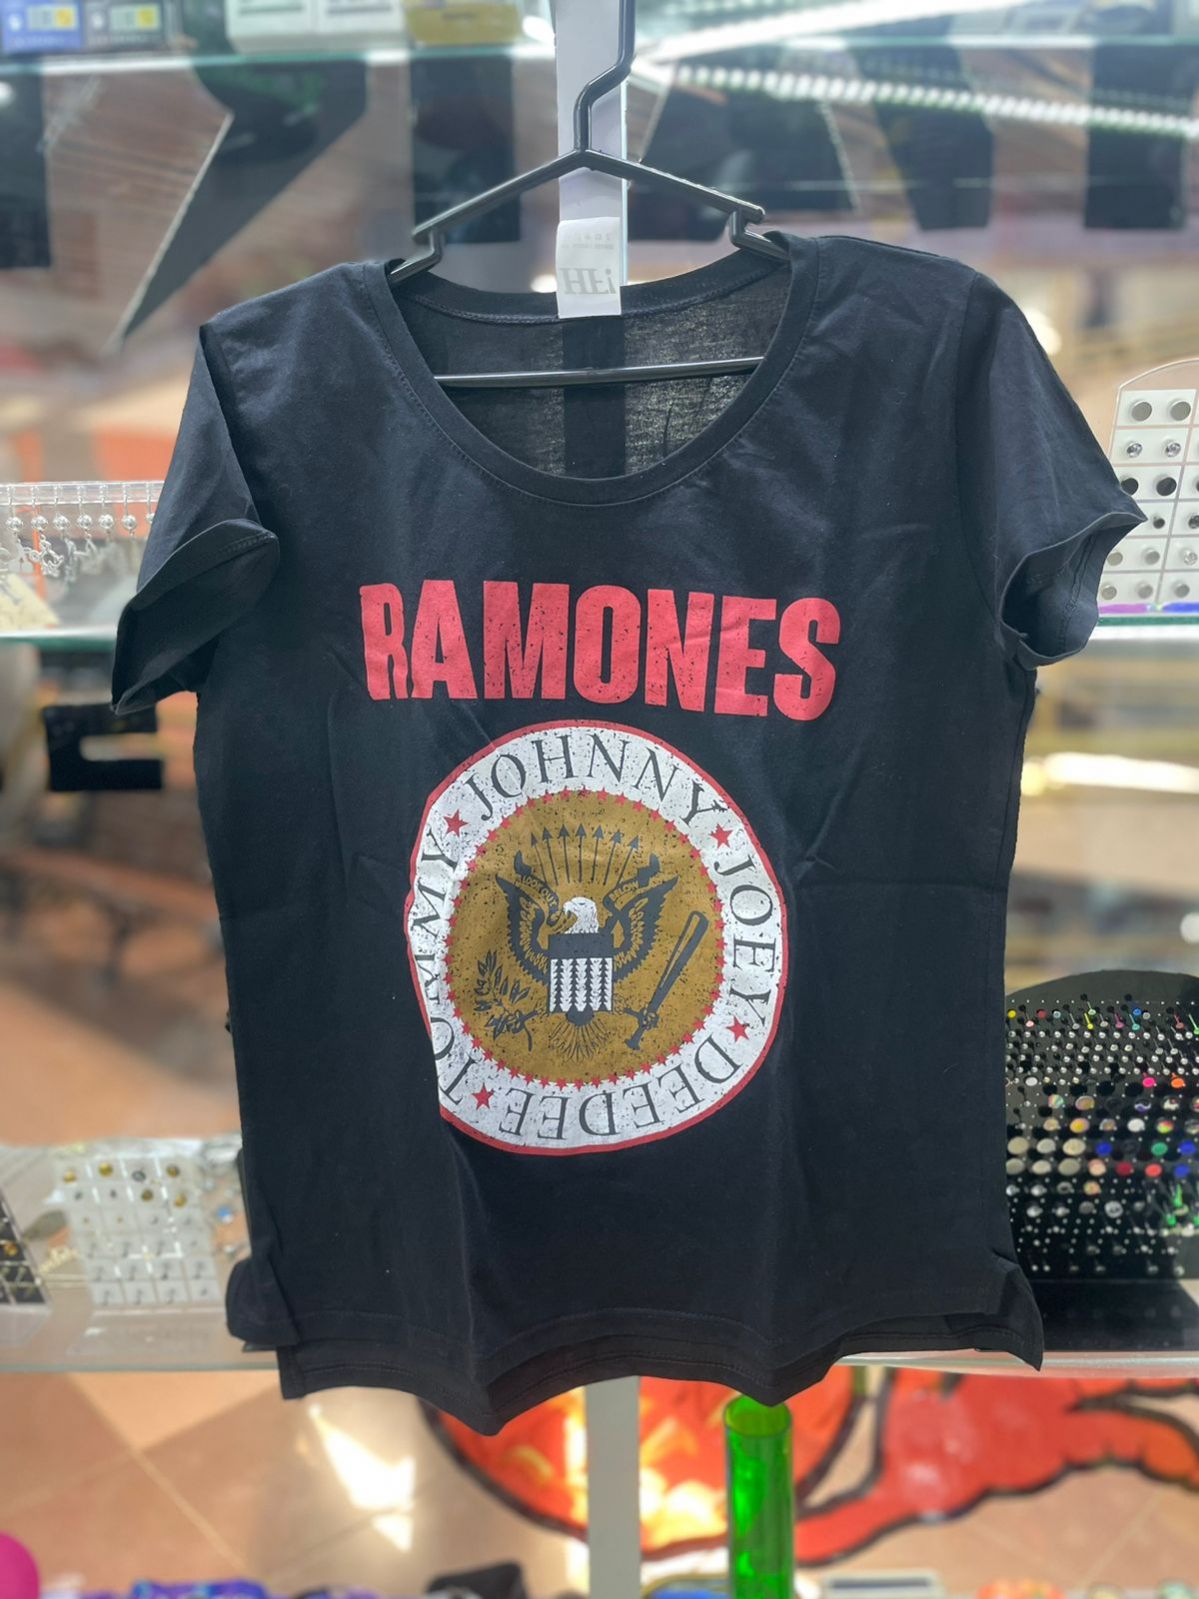 HEi
RAMONES
JOHNNY ★ JOEY ★ DEEDEE ★ TOMMY ★